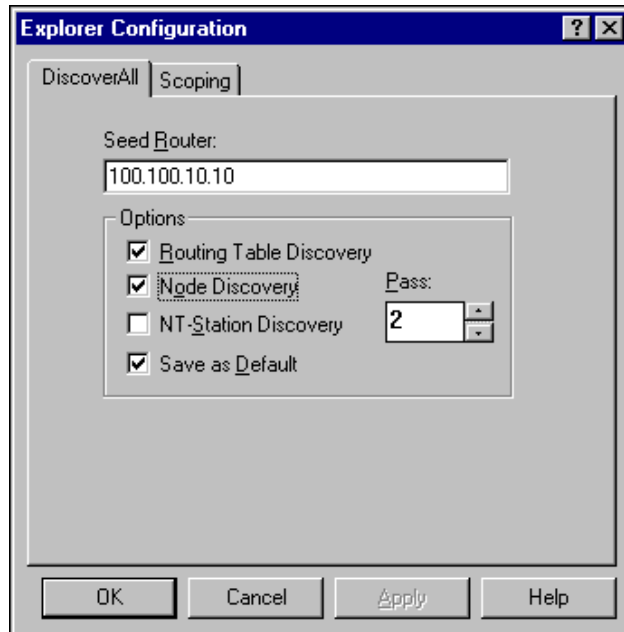 Explorer Configuration
DiscoverAll Scoping
Seed Router:
100.100.10.10
Options
Routing Table Discovery
Node Discovery Pass:
NT-Station Discovery 2
Save as Default
OK Cancel Apply Help